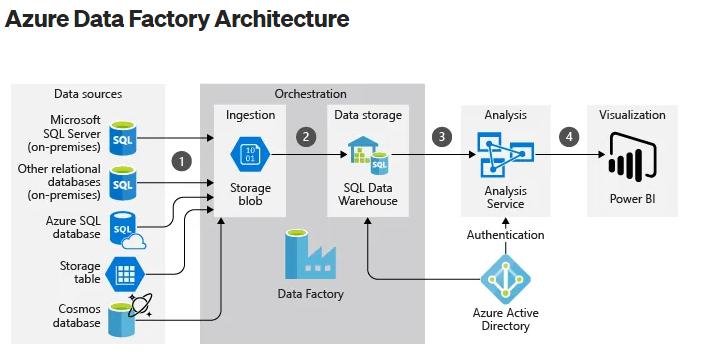 Azure Data Factory Architecture
Data sources
Microsoft
SQL Server
(on-premises)
SQL
Other relational
databases
(on-premises)
SQL
Azure SQL
database
SQL
Storage
table
Cosmos
database
1
Orchestration
Ingestion
10
01
Storage
blob
2
Data storage
SQL
SQL Data
Warehouse
Data Factory
3
Analysis
Analysis
Service
4
Visualization
Power BI
Authentication
Azure Active
Directory